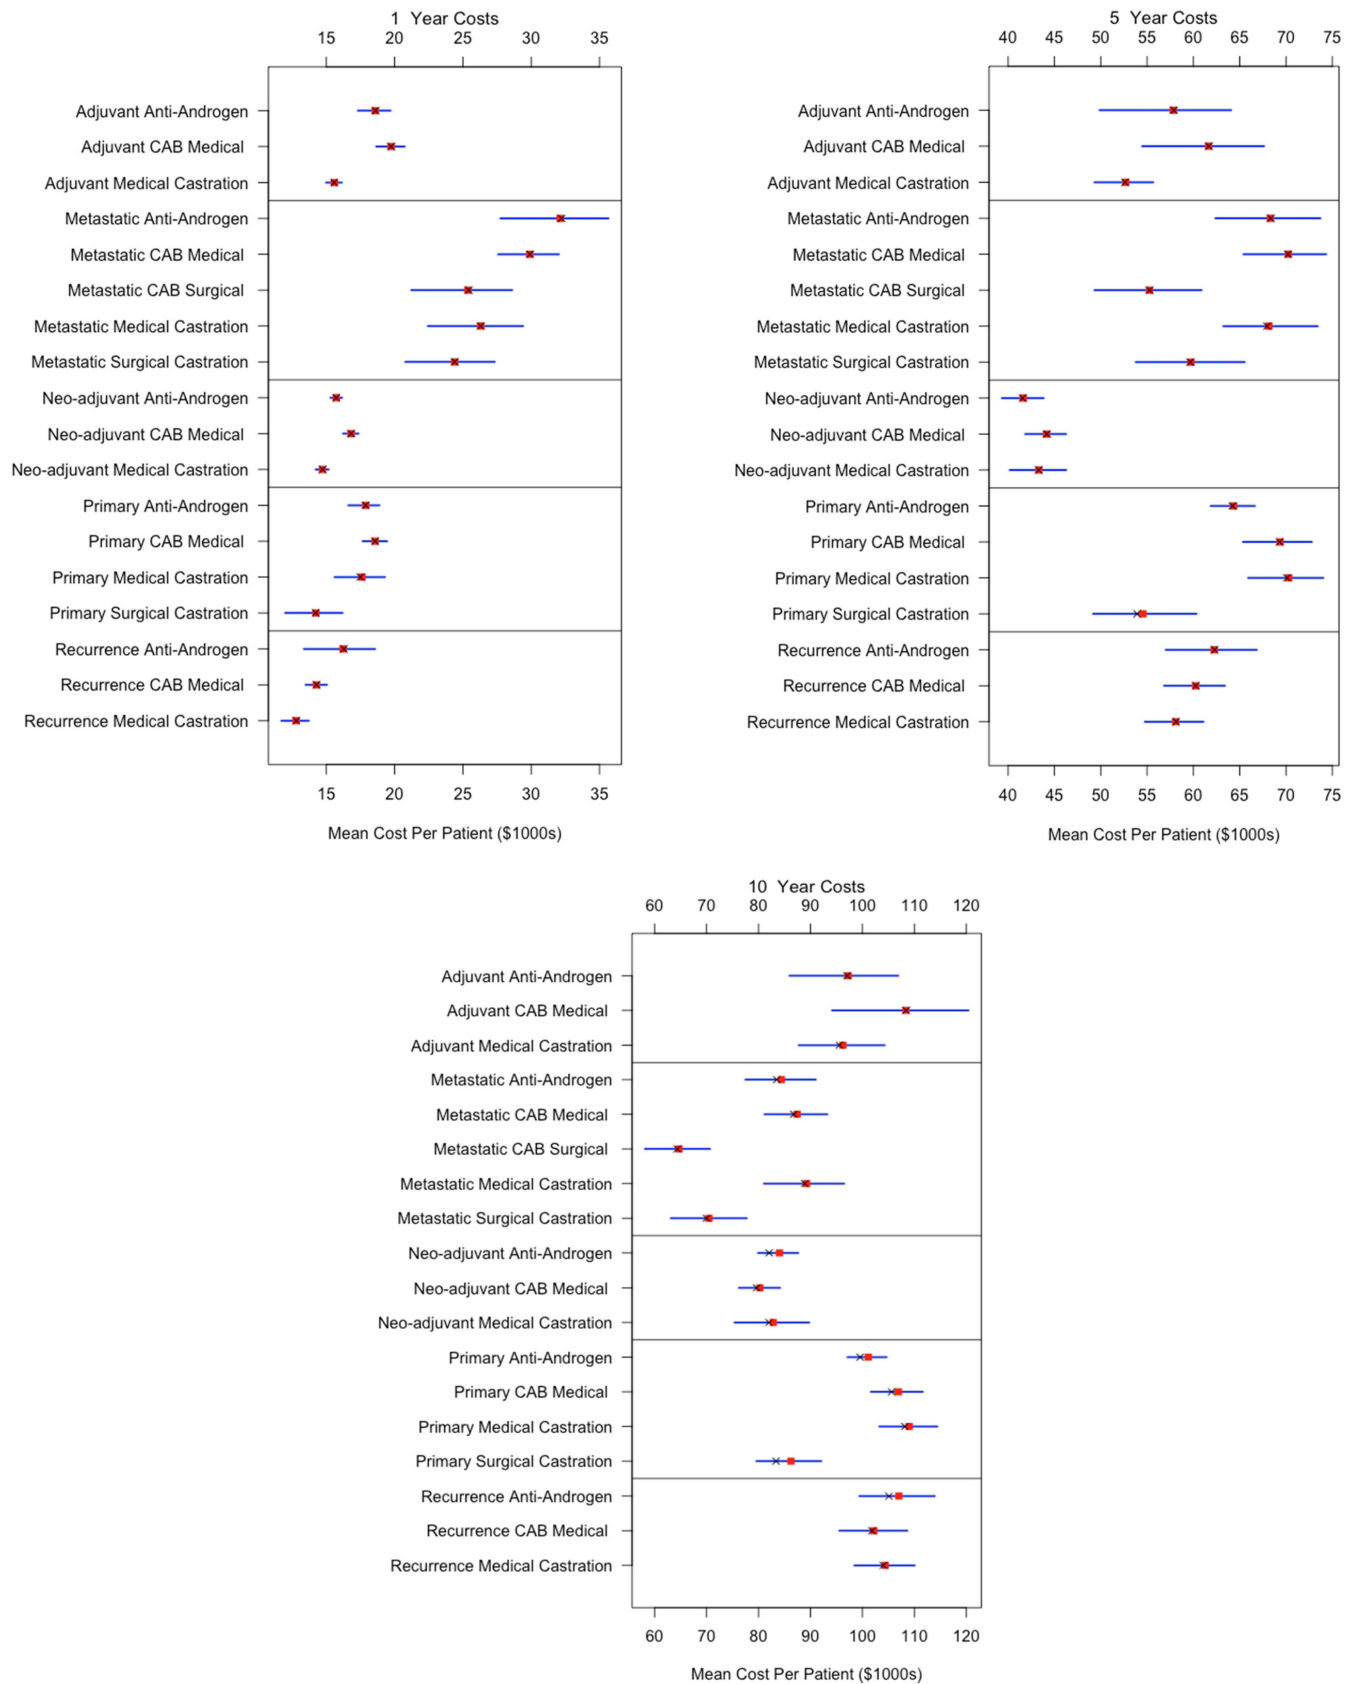 1 Year Costs
15 20 25 30 35
Adjuvant Anti-Androgen
Adjuvant CAB Medical
Adjuvant Medical Castration
Metastatic Anti-Androgen
Metastatic CAB Medical
Metastatic CAB Surgical
Metastatic Medical Castration
Metastatic Surgical Castration
Neo-adjuvant Anti-Androgen
Neo-adjuvant CAB Medical
Neo-adjuvant Medical Castration
Primary Anti-Androgen
Primary CAB Medical
Primary Medical Castration
Primary Surgical Castration
Recurrence Anti-Androgen
Recurrence CAB Medical
Recurrence Medical Castration
15 20 25 30 35
Mean Cost Per Patient ($1000s)
5 Year Costs
40 45 50 55 60 65 70 75
Adjuvant Anti-Androgen
Adjuvant CAB Medical
Adjuvant Medical Castration
Metastatic Anti-Androgen
Metastatic CAB Medical
Metastatic CAB Surgical
Metastatic Medical Castration
Metastatic Surgical Castration
Neo-adjuvant Anti-Androgen
Neo-adjuvant CAB Medical
Neo-adjuvant Medical Castration
Primary Anti-Androgen
Primary CAB Medical
Primary Medical Castration
Primary Surgical Castration
Recurrence Anti-Androgen
Recurrence CAB Medical
Recurrence Medical Castration
40 45 50 55 60 65 70 75
Mean Cost Per Patient ($1000s)
10 Year Costs
60 70 80 90 100 110 120
Adjuvant Anti-Androgen
Adjuvant CAB Medical
Adjuvant Medical Castration
Metastatic Anti-Androgen
Metastatic CAB Medical
Metastatic CAB Surgical
Metastatic Medical Castration
Metastatic Surgical Castration
Neo-adjuvant Anti-Androgen
Neo-adjuvant CAB Medical
Neo-adjuvant Medical Castration
Primary Anti-Androgen
Primary CAB Medical
Primary Medical Castration
Primary Surgical Castration
Recurrence Anti-Androgen
Recurrence CAB Medical
Recurrence Medical Castration
60 70 80 90 100 110 120
Mean Cost Per Patient ($1000s)